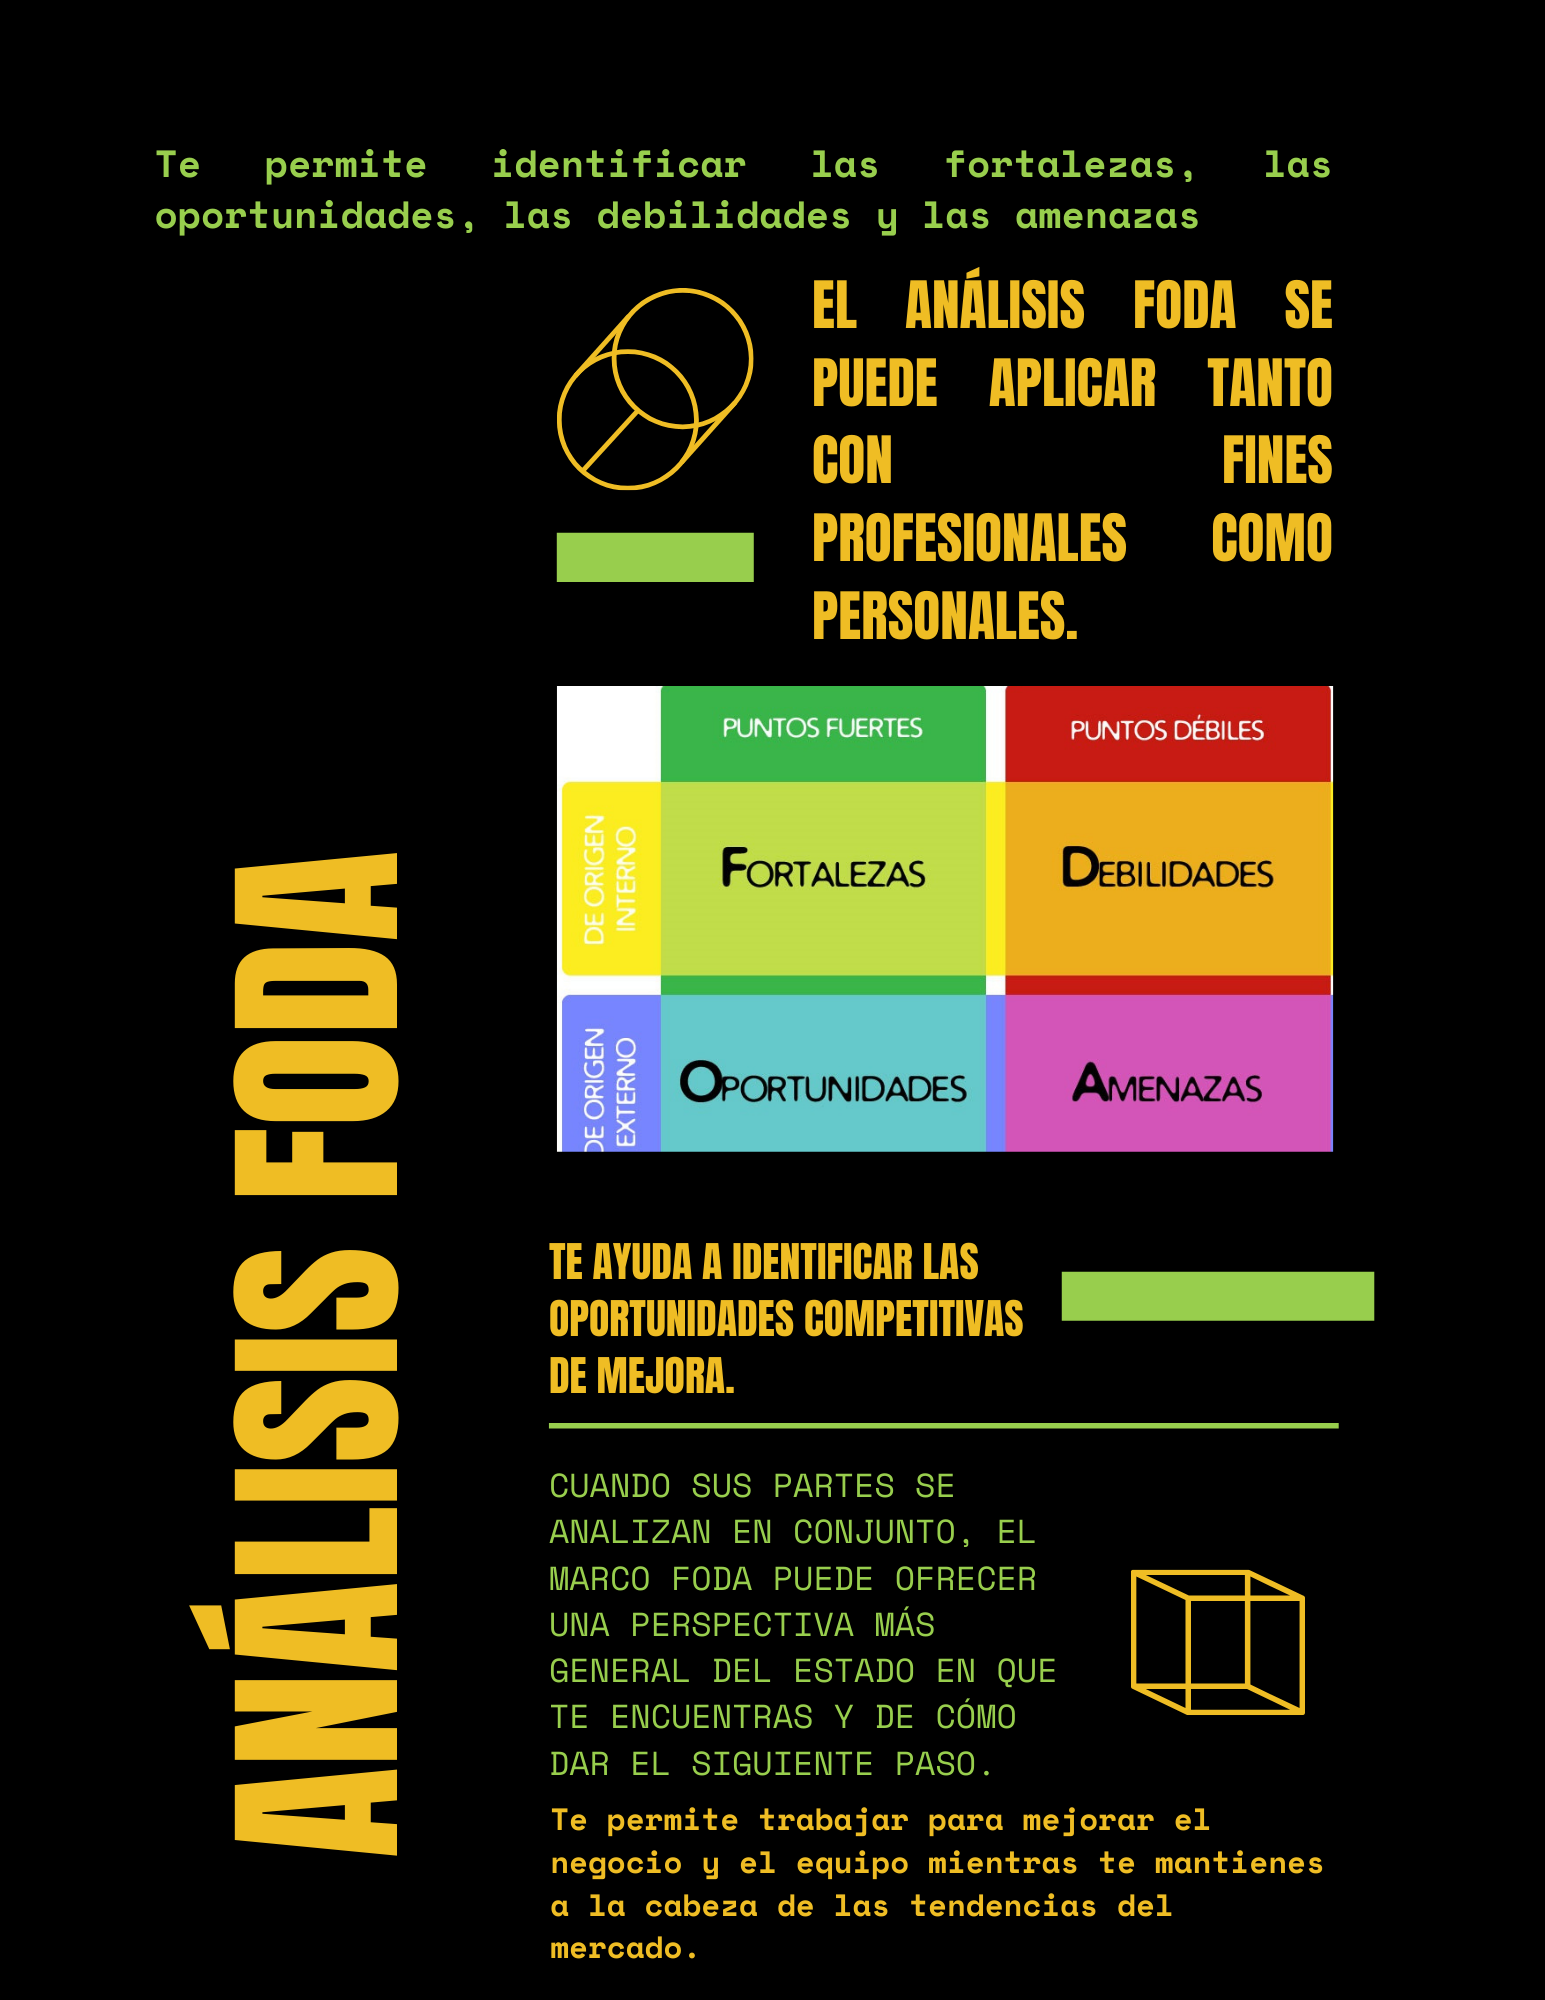 Te permite identificar las fortalezas, las
oportunidades, las debilidades y las amenazas
EL ANÁLISIS FODA SE
PUEDE APLICAR TANTO
CON FINES
PROFESIONALES COMO
PERSONALES.
PUNTOS FUERTES
PUNTOS DÉBILES
DE ORIGEN
INTERNO
FORTALEZAS
DEBILIDADES
DE ORIGEN
EXTERNO
OPORTUNIDADES
AMENAZAS
ANÁLISIS FODA
TE AYUDA A IDENTIFICAR LAS
OPORTUNIDADES COMPETITIVAS
DE MEJORA.
CUANDO SUS PARTES SE
ANALIZAN EN CONJUNTO, EL
MARCO FODA PUEDE OFRECER
UNA PERSPECTIVA MÁS
GENERAL DEL ESTADO EN QUE
TE ENCUENTRAS Y DE CÓMO
DAR EL SIGUIENTE PASO.
Te permite trabajar para mejorar el
negocio y el equipo mientras te mantienes
a la cabeza de las tendencias del
mercado.